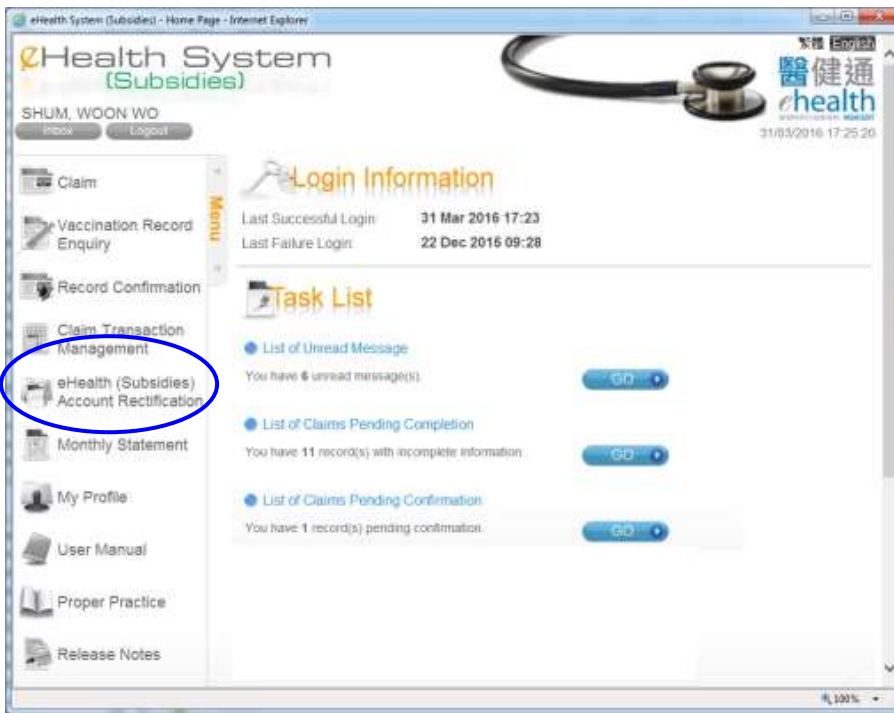 eHealth System (Subsidies) - Home Page - Internet Explorer
eHealth System
(Subsidies)
繁體 English
醫健通
ehealth
SHUM, WOON WO
Inbox Logout
31/03/2016 17:25:20
Menu
Claim
Vaccination Record
Enquiry
Record Confirmation
Claim Transaction
Management
eHealth (Subsidies)
Account Rectification
Monthly Statement
My Profile
User Manual
Proper Practice
Release Notes
Login Information
Last Successful Login: 31 Mar 2016 17:23
Last Failure Login: 22 Dec 2015 09:28
Task List
List of Unread Message
You have 6 unread message(s). GO
List of Claims Pending Completion
You have 11 record(s) with incomplete information. GO
List of Claims Pending Confirmation
You have 1 record(s) pending confirmation. GO
100%